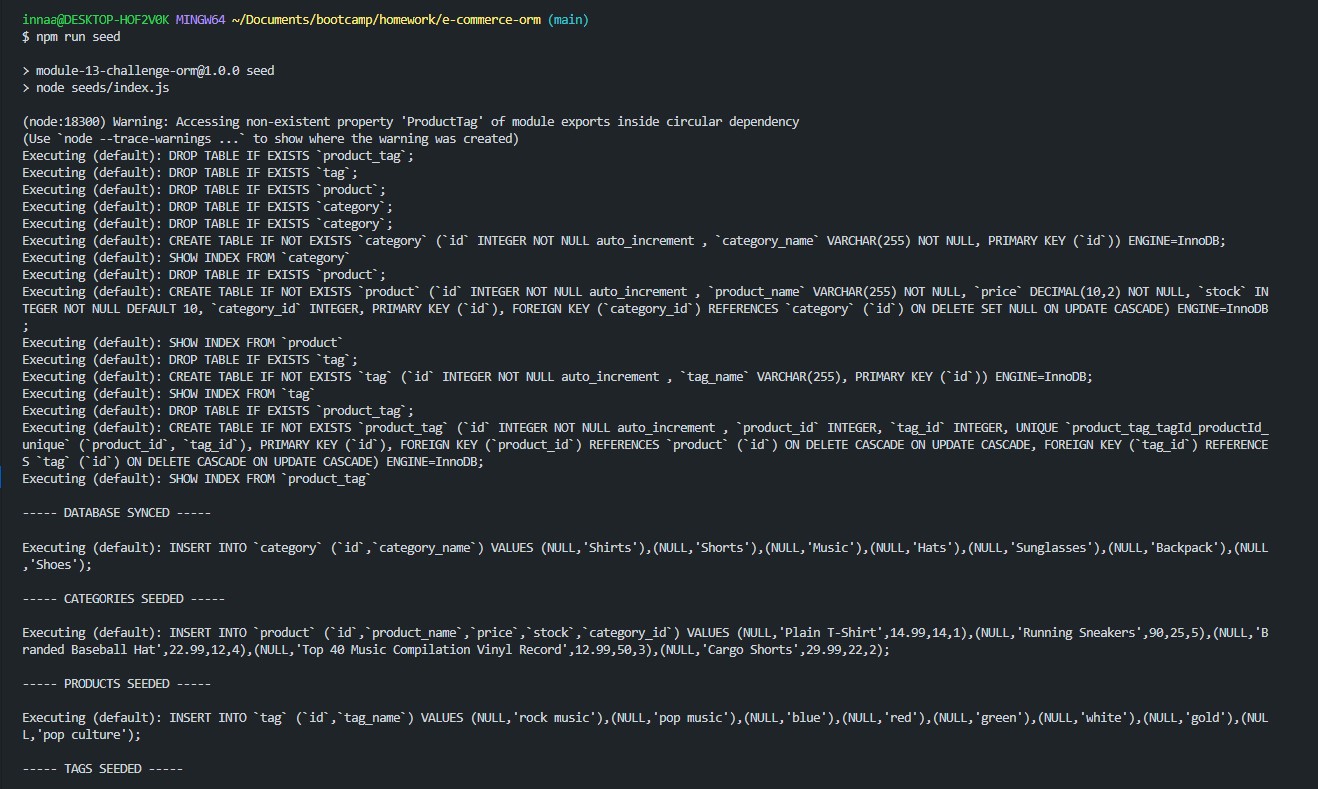 innaa@DESKTOP-HOF2V0K MINGW64 ~/Documents/bootcamp/homework/e-commerce-orm (main)
$ npm run seed
> module-13-challenge-orm@1.0.0 seed
> node seeds/index.js
(node:18300) Warning: Accessing non-existent property 'ProductTag' of module exports inside circular dependency
(Use `node --trace-warnings ...` to show where the warning was created)
Executing (default): DROP TABLE IF EXISTS `product_tag`;
Executing (default): DROP TABLE IF EXISTS `tag`;
Executing (default): DROP TABLE IF EXISTS `product`;
Executing (default): DROP TABLE IF EXISTS `category`;
Executing (default): DROP TABLE IF EXISTS `category`;
Executing (default): CREATE TABLE IF NOT EXISTS `category` (`id` INTEGER NOT NULL auto_increment , `category_name` VARCHAR(255) NOT NULL, PRIMARY KEY (`id`)) ENGINE=InnoDB;
Executing (default): SHOW INDEX FROM `category`
Executing (default): DROP TABLE IF EXISTS `product`;
Executing (default): CREATE TABLE IF NOT EXISTS `product` (`id` INTEGER NOT NULL auto_increment , `product_name` VARCHAR(255) NOT NULL, `price` DECIMAL(10,2) NOT NULL, `stock` IN
TEGER NOT NULL DEFAULT 10, `category_id` INTEGER, PRIMARY KEY (`id`), FOREIGN KEY (`category_id`) REFERENCES `category` (`id`) ON DELETE SET NULL ON UPDATE CASCADE) ENGINE=InnoDB
;
Executing (default): SHOW INDEX FROM `product`
Executing (default): DROP TABLE IF EXISTS `tag`;
Executing (default): CREATE TABLE IF NOT EXISTS `tag` (`id` INTEGER NOT NULL auto_increment , `tag_name` VARCHAR(255), PRIMARY KEY (`id`)) ENGINE=InnoDB;
Executing (default): SHOW INDEX FROM `tag`
Executing (default): DROP TABLE IF EXISTS `product_tag`;
Executing (default): CREATE TABLE IF NOT EXISTS `product_tag` (`id` INTEGER NOT NULL auto_increment , `product_id` INTEGER, `tag_id` INTEGER, UNIQUE `product_tag_tagId_productId_
unique` (`product_id`, `tag_id`), PRIMARY KEY (`id`), FOREIGN KEY (`product_id`) REFERENCES `product` (`id`) ON DELETE CASCADE ON UPDATE CASCADE, FOREIGN KEY (`tag_id`) REFERENCE
S `tag` (`id`) ON DELETE CASCADE ON UPDATE CASCADE) ENGINE=InnoDB;
Executing (default): SHOW INDEX FROM `product_tag`
----- DATABASE SYNCED -----
Executing (default): INSERT INTO `category` (`id`,`category_name`) VALUES (NULL,'Shirts'),(NULL,'Shorts'),(NULL,'Music'),(NULL,'Hats'),(NULL,'Sunglasses'),(NULL,'Backpack'),(NULL
,'Shoes');
----- CATEGORIES SEEDED -----
Executing (default): INSERT INTO `product` (`id`,`product_name`,`price`,`stock`,`category_id`) VALUES (NULL,'Plain T-Shirt',14.99,14,1),(NULL,'Running Sneakers',90,25,5),(NULL,'B
randed Baseball Hat',22.99,12,4),(NULL,'Top 40 Music Compilation Vinyl Record',12.99,50,3),(NULL,'Cargo Shorts',29.99,22,2);
----- PRODUCTS SEEDED -----
Executing (default): INSERT INTO `tag` (`id`,`tag_name`) VALUES (NULL,'rock music'),(NULL,'pop music'),(NULL,'blue'),(NULL,'red'),(NULL,'green'),(NULL,'white'),(NULL,'gold'),(NUL
L,'pop culture');
----- TAGS SEEDED -----